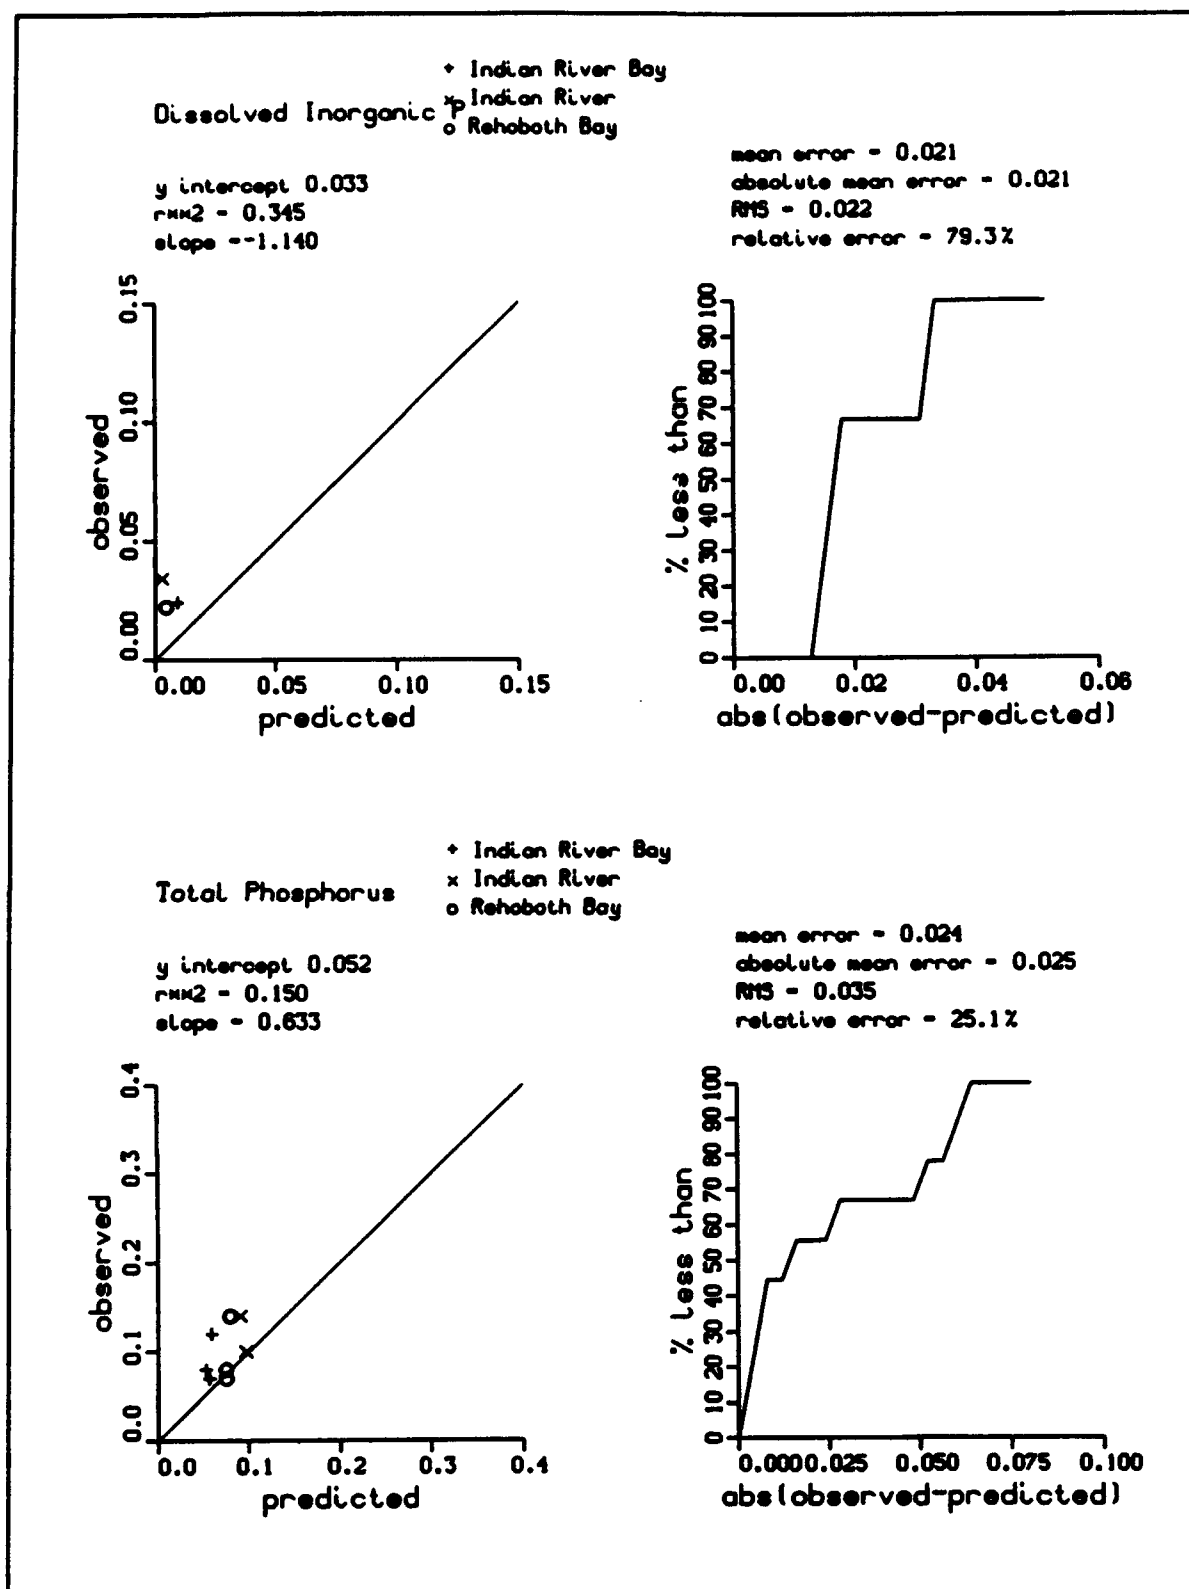 + Indian River Bay
× Indian River
o Rehoboth Bay
Dissolved Inorganic P
y intercept 0.033
r**2 = 0.345
slope =-1.140
mean error = 0.021
absolute mean error = 0.021
RMS = 0.022
relative error = 79.3%
observed
0.00 0.05 0.10 0.15
0.00 0.05 0.10 0.15
predicted
% less than
0 10 20 30 40 50 60 70 80 90 100
0.00 0.02 0.04 0.06
abs(observed-predicted)
+ Indian River Bay
× Indian River
o Rehoboth Bay
Total Phosphorus
y intercept 0.052
r**2 = 0.150
slope = 0.633
mean error = 0.024
absolute mean error = 0.025
RMS = 0.035
relative error = 25.1%
observed
0.0 0.1 0.2 0.3 0.4
0.0 0.1 0.2 0.3 0.4
predicted
% less than
0 10 20 30 40 50 60 70 80 90 100
0.000 0.025 0.050 0.075 0.100
abs(observed-predicted)